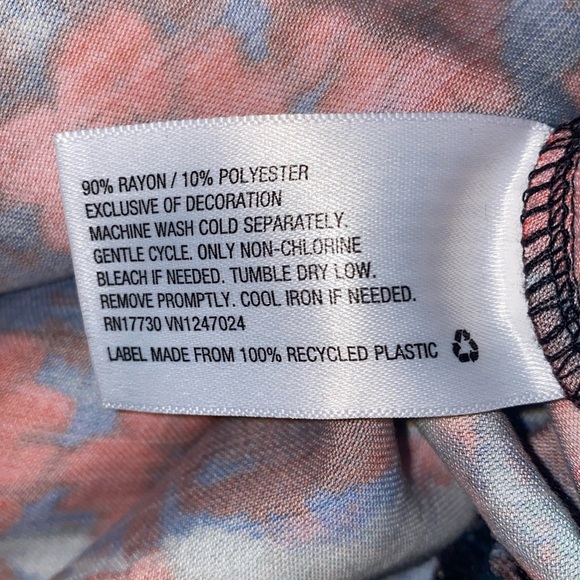 90% RAYON / 10% POLYESTER
EXCLUSIVE OF DECORATION
MACHINE WASH COLD SEPARATELY.
GENTLE CYCLE. ONLY NON-CHLORINE
BLEACH IF NEEDED. TUMBLE DRY LOW.
REMOVE PROMPTLY. COOL IRON IF NEEDED.
RN17730 VN1247024
LABEL MADE FROM 100% RECYCLED PLASTIC